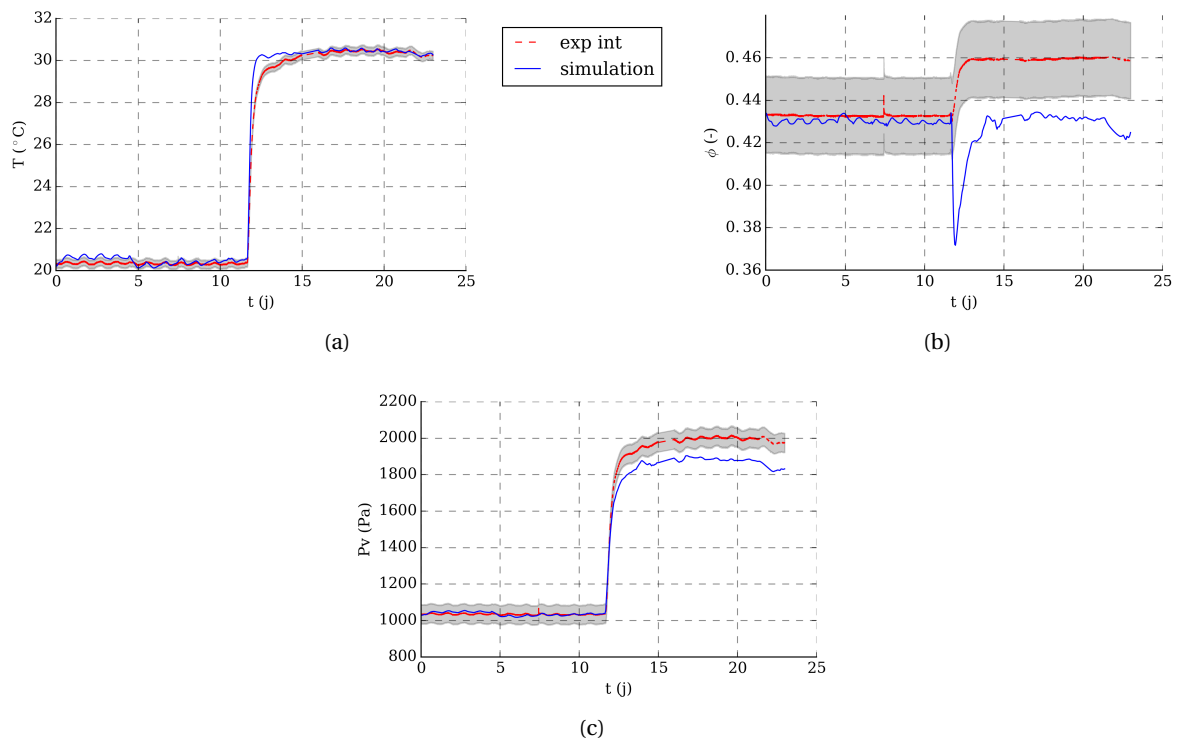 32
30
28
26
24
22
20
T (°C)
0 5 10 15 20 25
t (j)
(a)
exp int
simulation
0.46
0.44
0.42
0.40
0.38
0.36
ϕ (-)
0 5 10 15 20 25
t (j)
(b)
2200
2000
1800
1600
1400
1200
1000
800
Pv (Pa)
0 5 10 15 20 25
t (j)
(c)